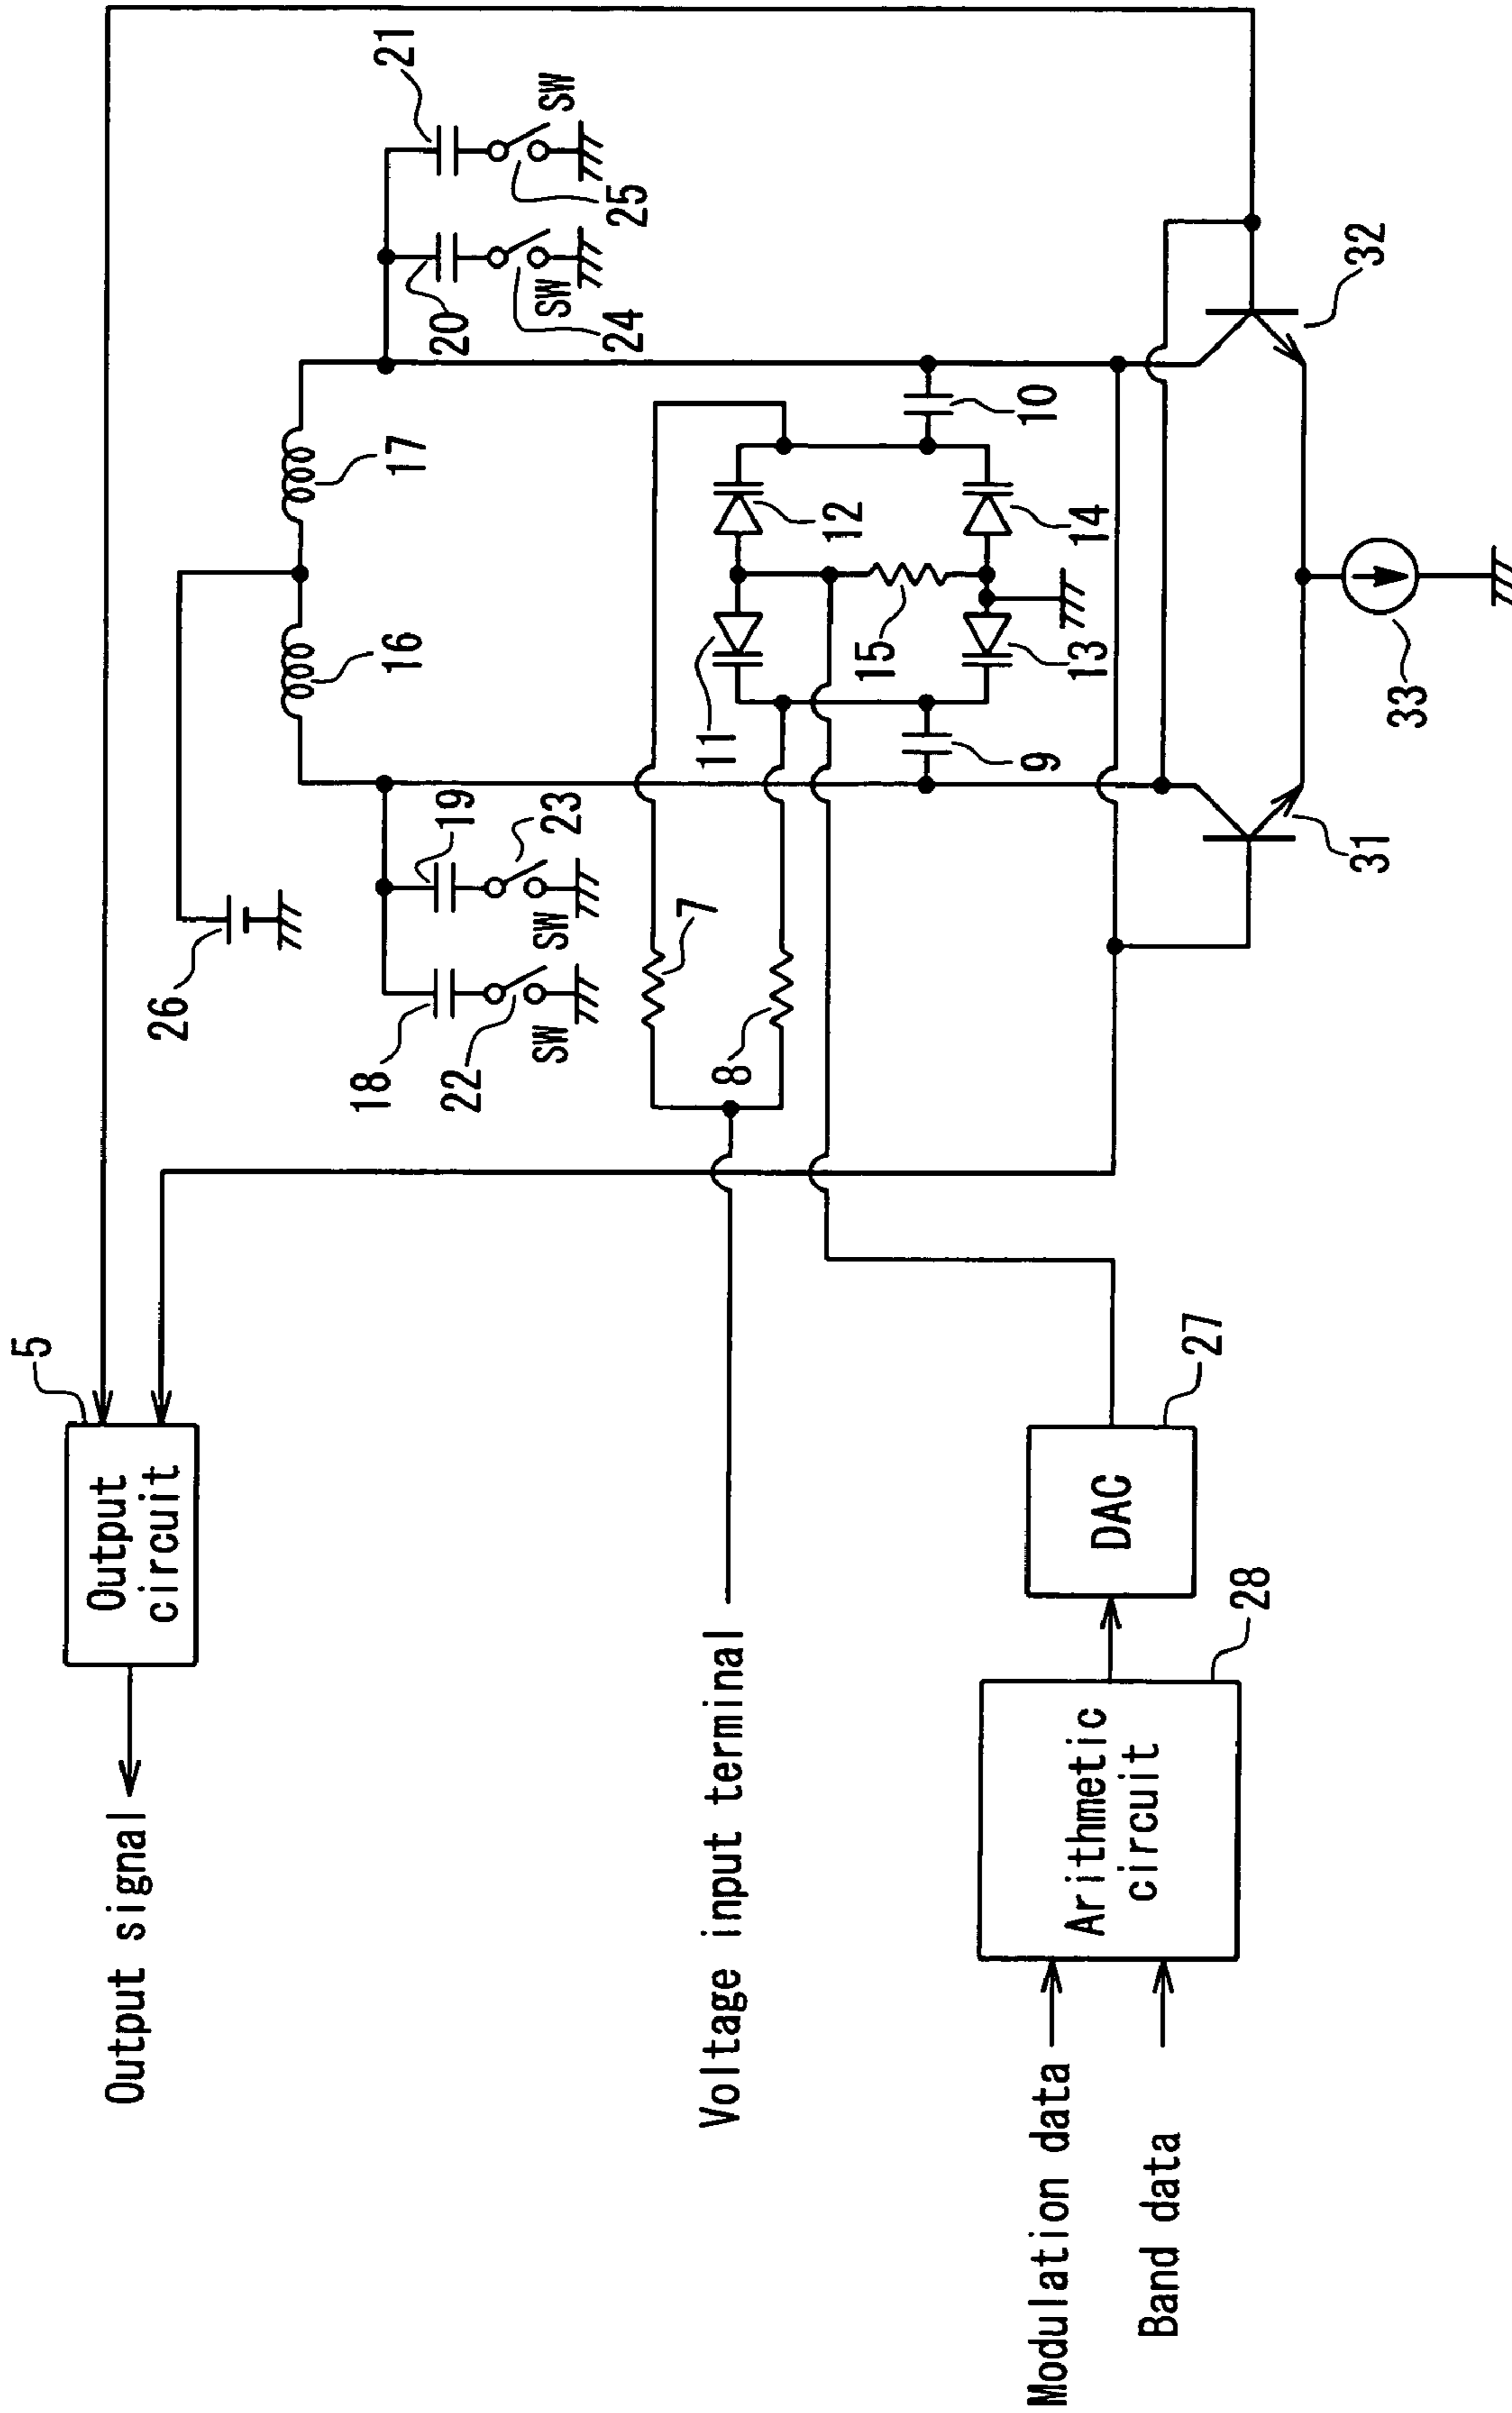 Output signal
Output
circuit
5
Voltage input terminal
Modulation data
Band data
Arithmetic
circuit
28
DAC
27
26
16
17
18
19
22
SW
23
SW
20
21
24
SW
25
SW
7
8
11
12
15
13
14
9
10
31
32
33